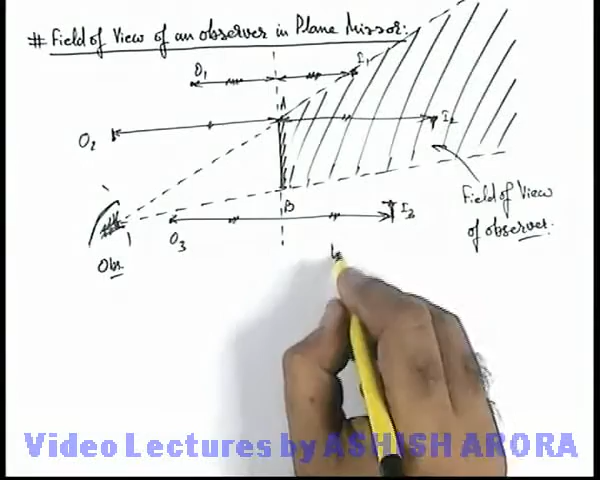 # Field of View of an observer in Plane Mirror:
O1
I1
A
O2
I2
B
O3
I3
Obs.
Field of View
of observer.
Video Lectures by ASHISH ARORA